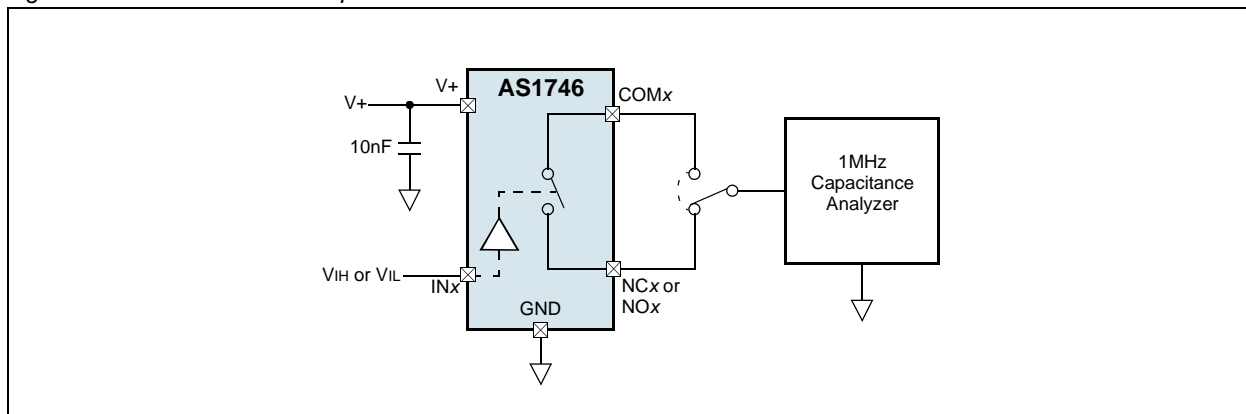 V+
V+
AS1746
COMx
10nF
1MHz
Capacitance
Analyzer
VIH or VIL
INx
GND
NCx or
NOx